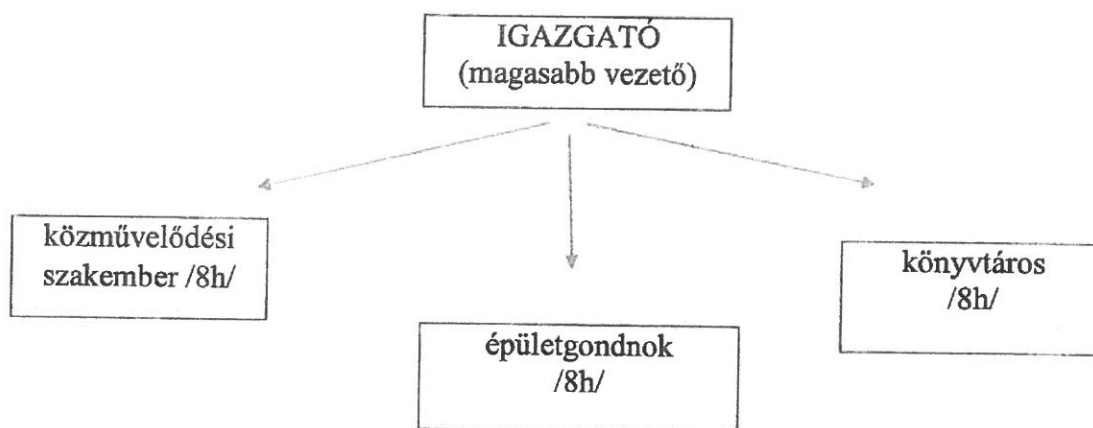 IGAZGATÓ
(magasabb vezető)
közművelődési
szakember /8h/
könyvtáros
/8h/
épületgondnok
/8h/